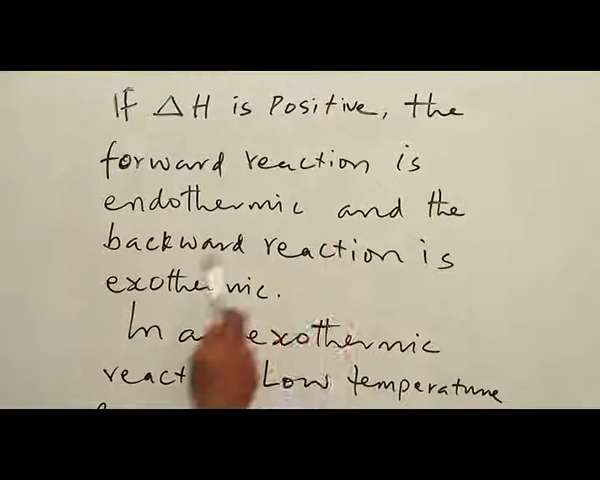 If △H is Positive, the
forward reaction is
endothermic and the
backward reaction is
exothe mic.
In a exothermic
react Low temperature